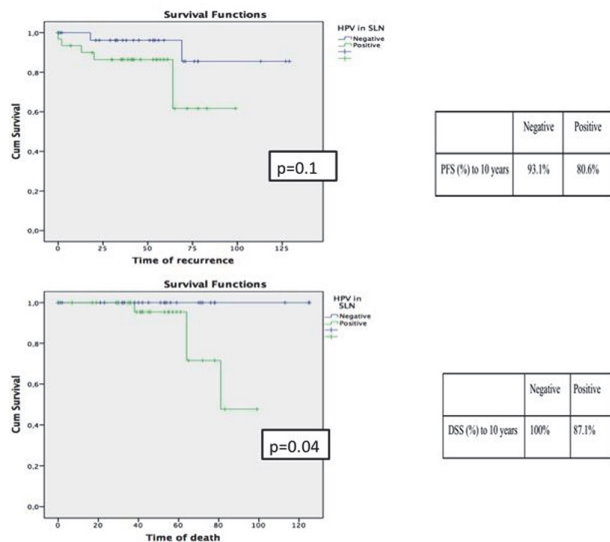 Survival Functions
HPV in SLN
Negative
Positive
1,0
0,8
0,6
0,4
0,2
0,0
Cum Survival
p=0.1
0
25
50
75
100
125
Time of recurrence
Negative Positive
PFS (%) to 10 years 93.1% 80.6%
Survival Functions
HPV in
SLN
Negative
Positive
1,0
0,8
0,6
0,4
0,2
0,0
Cum Survival
p=0.04
0
20
40
60
80
100
120
Time of death
Negative Positive
DSS (%) to 10 years 100% 87.1%